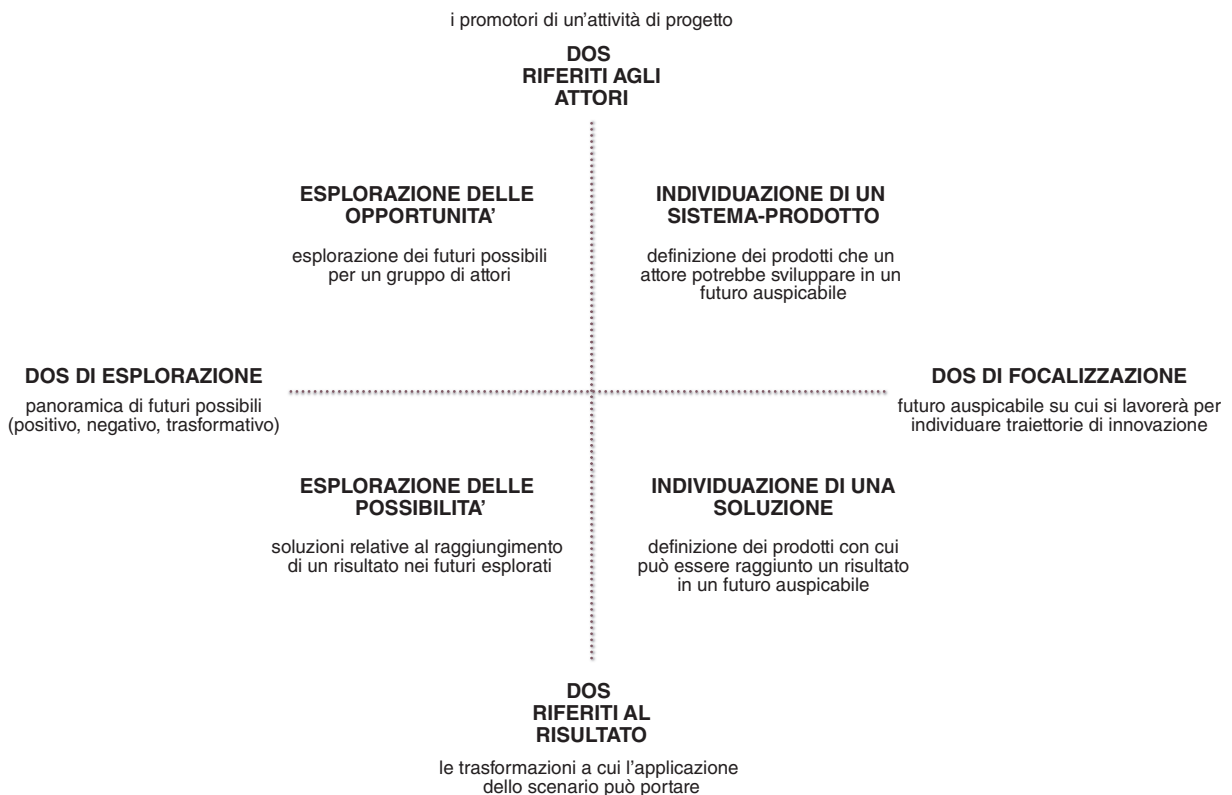 i promotori di un'attività di progetto
DOS
RIFERITI AGLI
ATTORI
ESPLORAZIONE DELLE
OPPORTUNITA'
esplorazione dei futuri possibili
per un gruppo di attori
INDIVIDUAZIONE DI UN
SISTEMA-PRODOTTO
definizione dei prodotti che un
attore potrebbe sviluppare in un
futuro auspicabile
DOS DI ESPLORAZIONE
panoramica di futuri possibili
(positivo, negativo, trasformativo)
DOS DI FOCALIZZAZIONE
futuro auspicabile su cui si lavorerà per
individuare traiettorie di innovazione
ESPLORAZIONE DELLE
POSSIBILITA'
soluzioni relative al raggiungimento
di un risultato nei futuri esplorati
INDIVIDUAZIONE DI UNA
SOLUZIONE
definizione dei prodotti con cui
può essere raggiunto un risultato
in un futuro auspicabile
DOS
RIFERITI AL
RISULTATO
le trasformazioni a cui l'applicazione
dello scenario può portare